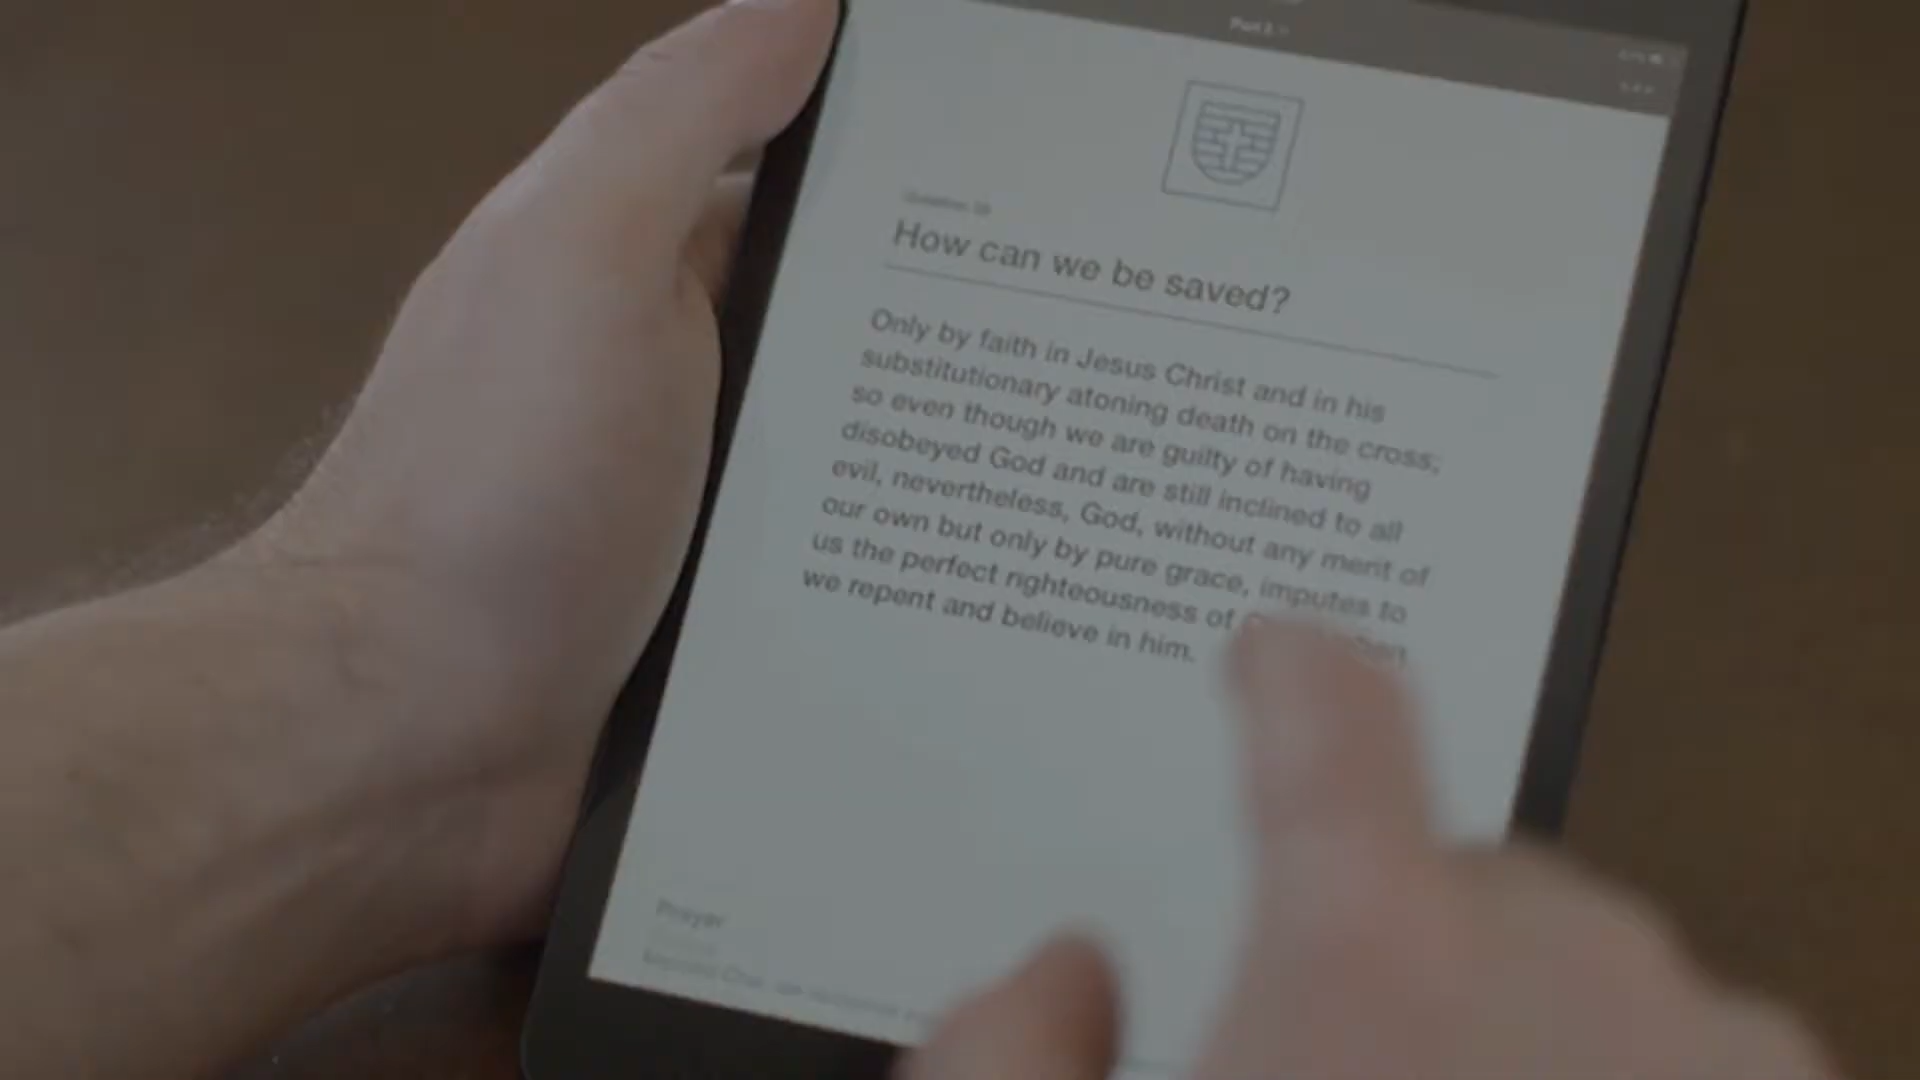 Part 2
How can we be saved?
Only by faith in Jesus Christ and in his
substitutionary atoning death on the cross;
so even though we are guilty of having
disobeyed God and are still inclined to all
evil, nevertheless, God, without any merit of
our own but only by pure grace, imputes to
us the perfect righteousness of
we repent and believe in him.
Prayer